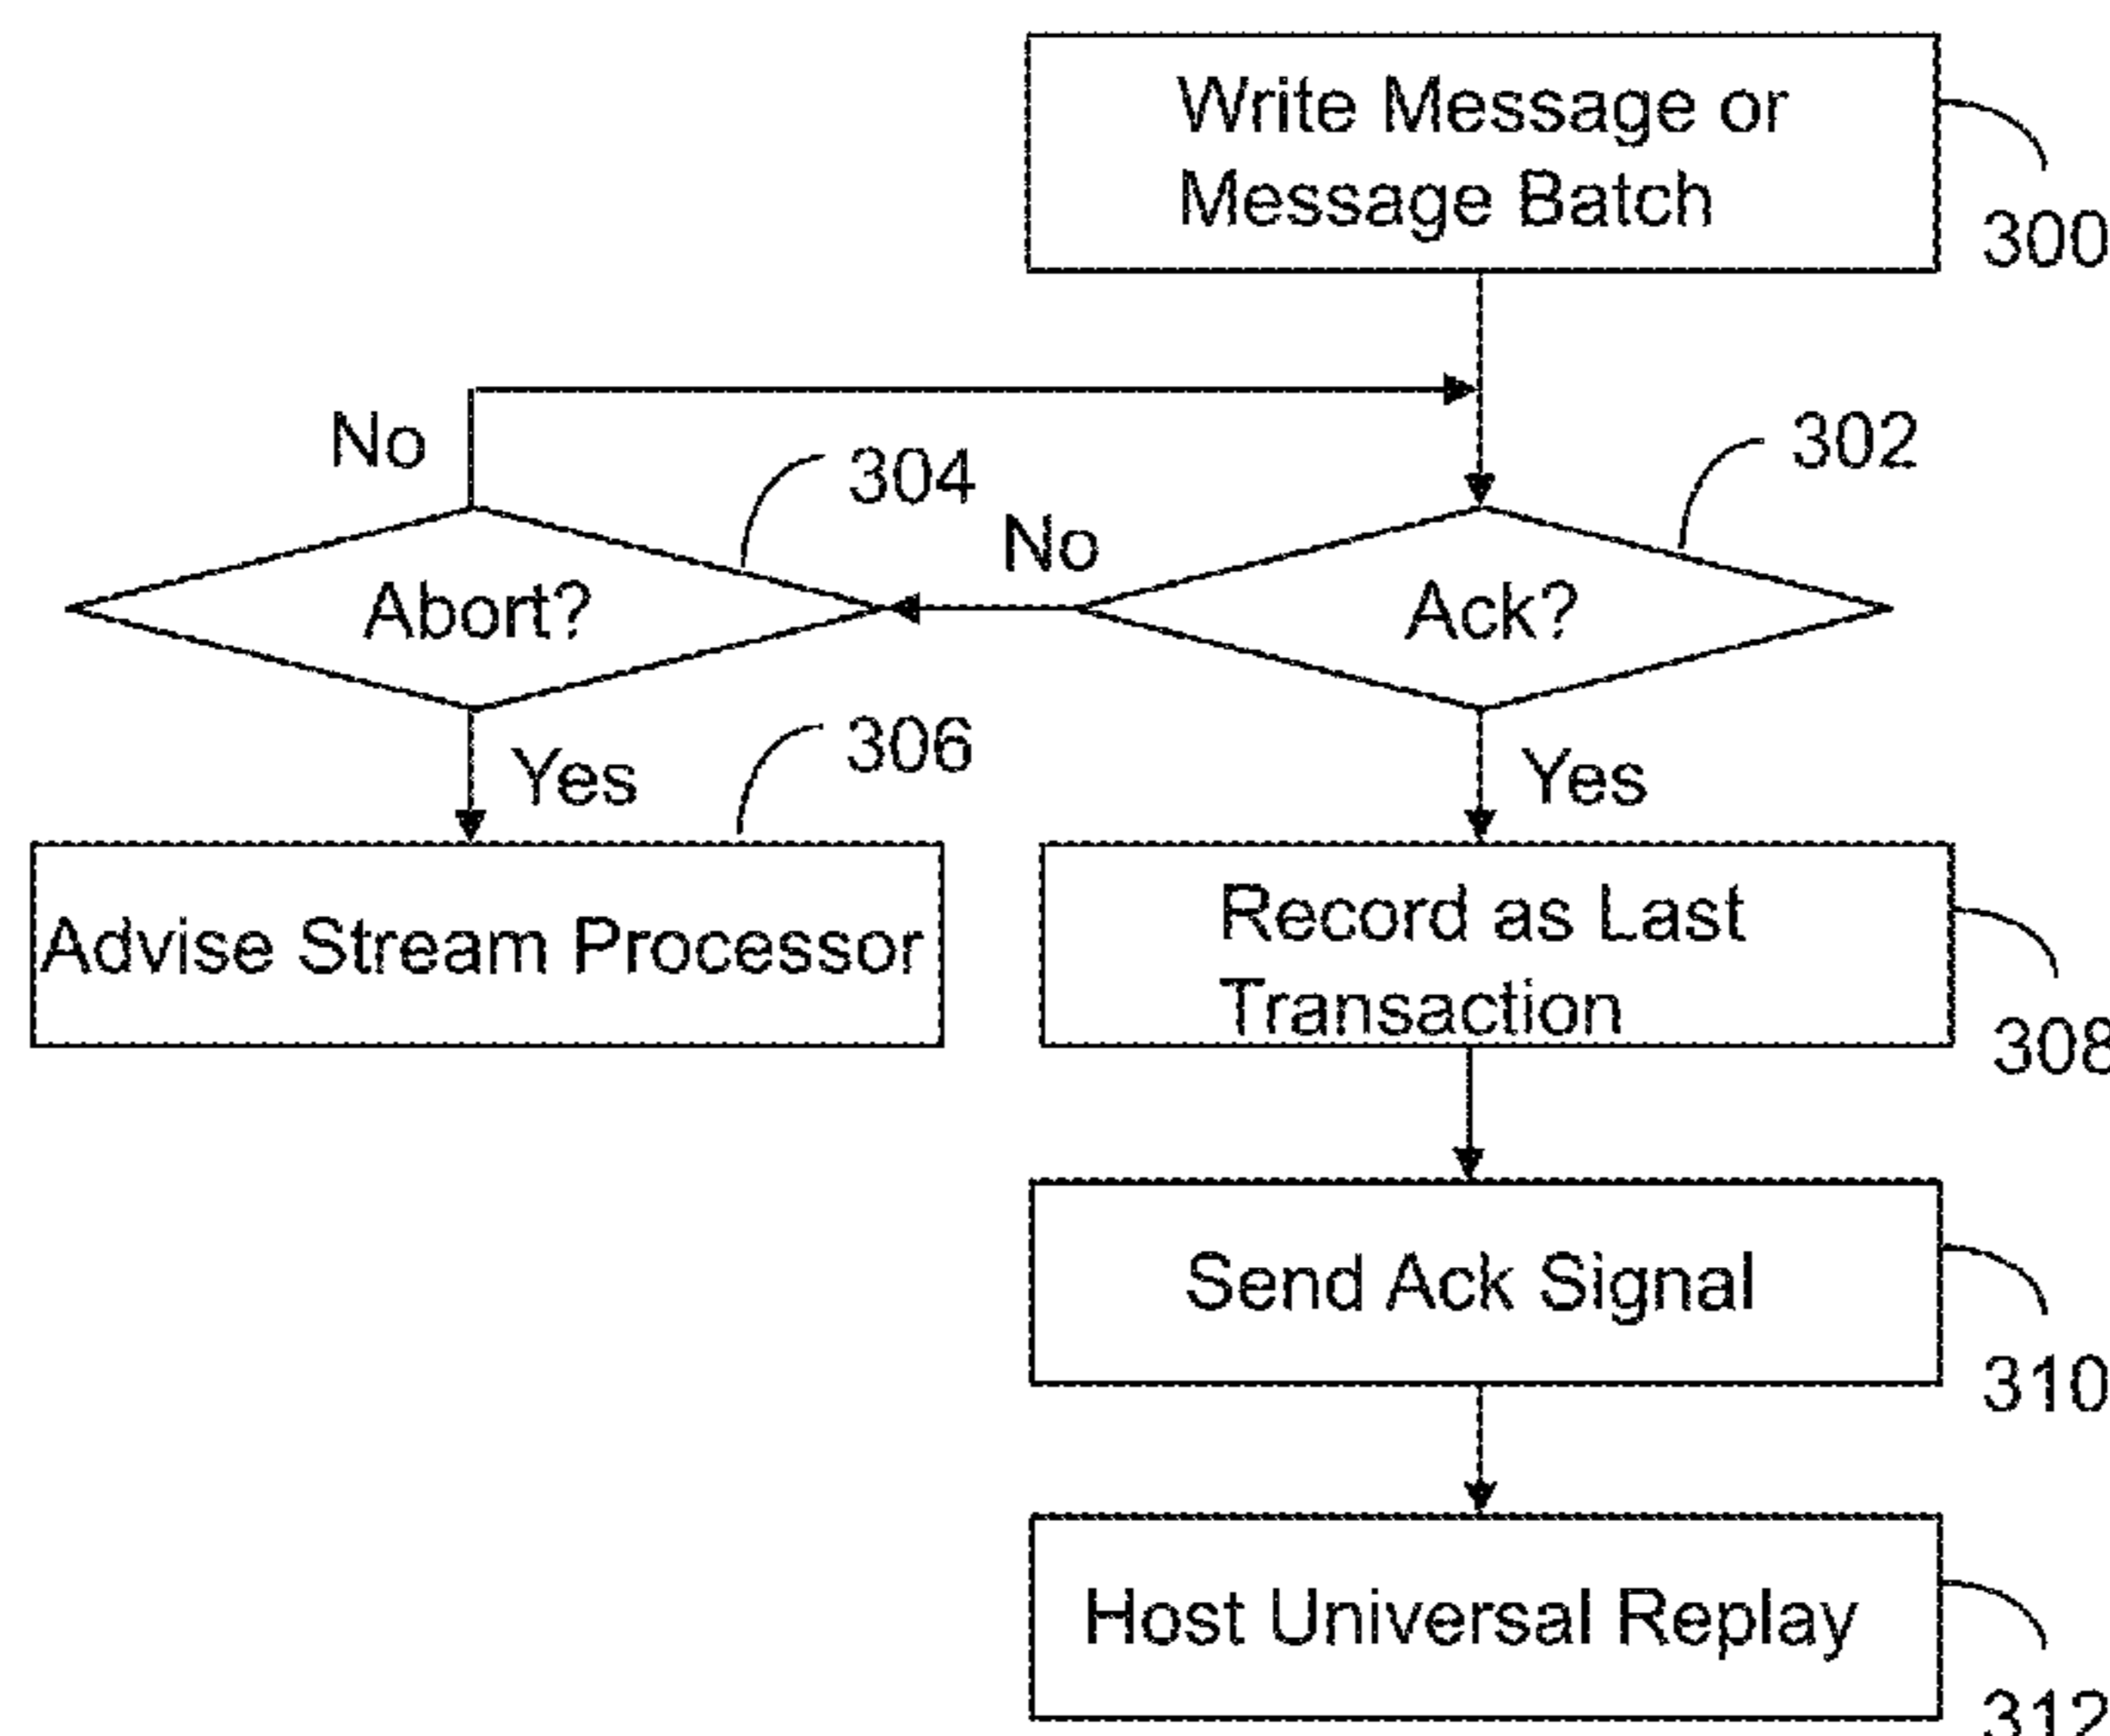 Write Message or
Message Batch
300
No
304
302
No
Abort?
Ack?
306
Yes
Yes
Advise Stream Processor
Record as Last
Transaction
308
Send Ack Signal
310
Host Universal Replay
312